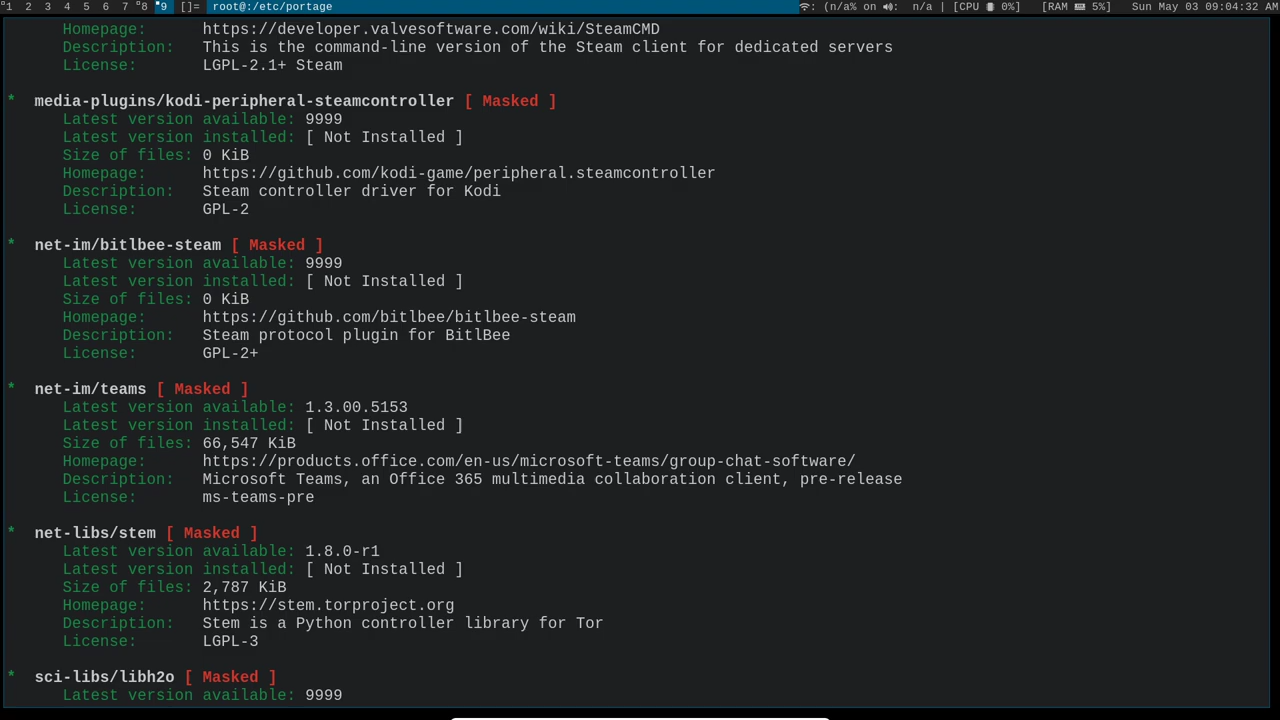 1 2 3 4 5 6 7 8 9 []= root@:/etc/portage : (n/a% on : n/a | [CPU 0%] [RAM 5%] Sun May 03 09:04:32 AM
Homepage: https://developer.valvesoftware.com/wiki/SteamCMD
Description: This is the command-line version of the Steam client for dedicated servers
License: LGPL-2.1+ Steam
* media-plugins/kodi-peripheral-steamcontroller [ Masked ]
Latest version available: 9999
Latest version installed: [ Not Installed ]
Size of files: 0 KiB
Homepage: https://github.com/kodi-game/peripheral.steamcontroller
Description: Steam controller driver for Kodi
License: GPL-2
* net-im/bitlbee-steam [ Masked ]
Latest version available: 9999
Latest version installed: [ Not Installed ]
Size of files: 0 KiB
Homepage: https://github.com/bitlbee/bitlbee-steam
Description: Steam protocol plugin for BitlBee
License: GPL-2+
* net-im/teams [ Masked ]
Latest version available: 1.3.00.5153
Latest version installed: [ Not Installed ]
Size of files: 66,547 KiB
Homepage: https://products.office.com/en-us/microsoft-teams/group-chat-software/
Description: Microsoft Teams, an Office 365 multimedia collaboration client, pre-release
License: ms-teams-pre
* net-libs/stem [ Masked ]
Latest version available: 1.8.0-r1
Latest version installed: [ Not Installed ]
Size of files: 2,787 KiB
Homepage: https://stem.torproject.org
Description: Stem is a Python controller library for Tor
License: LGPL-3
* sci-libs/libh2o [ Masked ]
Latest version available: 9999